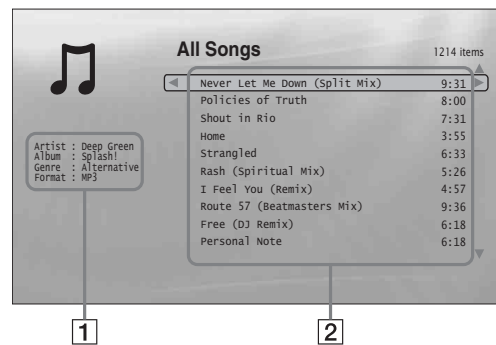 All Songs
1214 items
Never Let Me Down (Split Mix) 9:31
Policies of Truth 8:00
Shout in Rio 7:31
Home 3:55
Strangled 6:33
Rash (Spiritual Mix) 5:26
I Feel You (Remix) 4:57
Route 57 (Beatmasters Mix) 9:36
Free (DJ Remix) 6:18
Personal Note 6:18
Artist : Deep Green
Album : Splash!
Genre : Alternative
Format : MP3
1
2